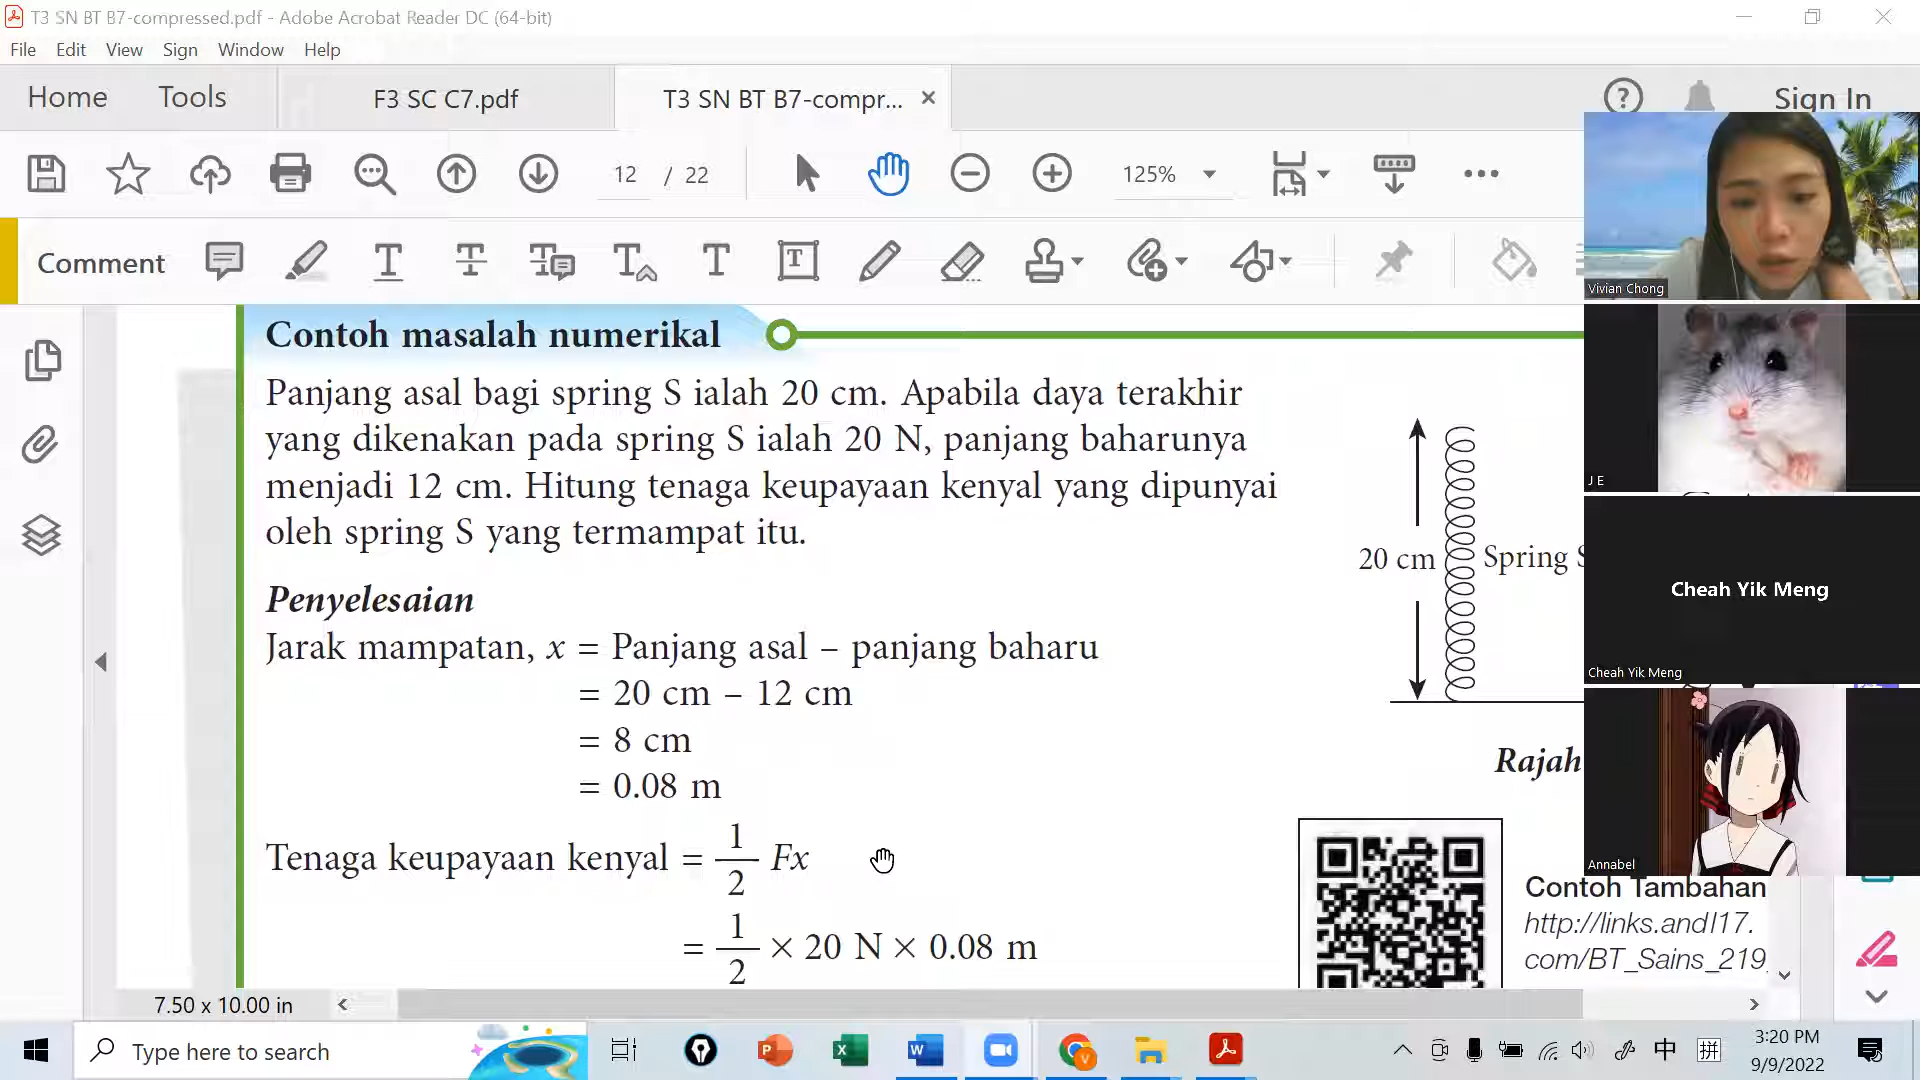 T3 SN BT B7-compressed.pdf - Adobe Acrobat Reader DC (64-bit)
File Edit View Sign Window Help
Home Tools F3 SC C7.pdf T3 SN BT B7-compr... Sign In
12 / 22 125%
Comment
Vivian Chong
J E
Cheah Yik Meng
Cheah Yik Meng
Annabel
Contoh masalah numerikal
Panjang asal bagi spring S ialah 20 cm. Apabila daya terakhir
yang dikenakan pada spring S ialah 20 N, panjang baharunya
menjadi 12 cm. Hitung tenaga keupayaan kenyal yang dipunyai
oleh spring S yang termampat itu.
Penyelesaian
Jarak mampatan, x = Panjang asal – panjang baharu
= 20 cm – 12 cm
= 8 cm
= 0.08 m
Tenaga keupayaan kenyal = 1/2 Fx
= 1/2 × 20 N × 0.08 m
20 cm Spring S
Rajah
Contoh Tambahan
http://links.andl17.
com/BT_Sains_219
7.50 x 10.00 in
Type here to search
中 拼
3:20 PM
9/9/2022